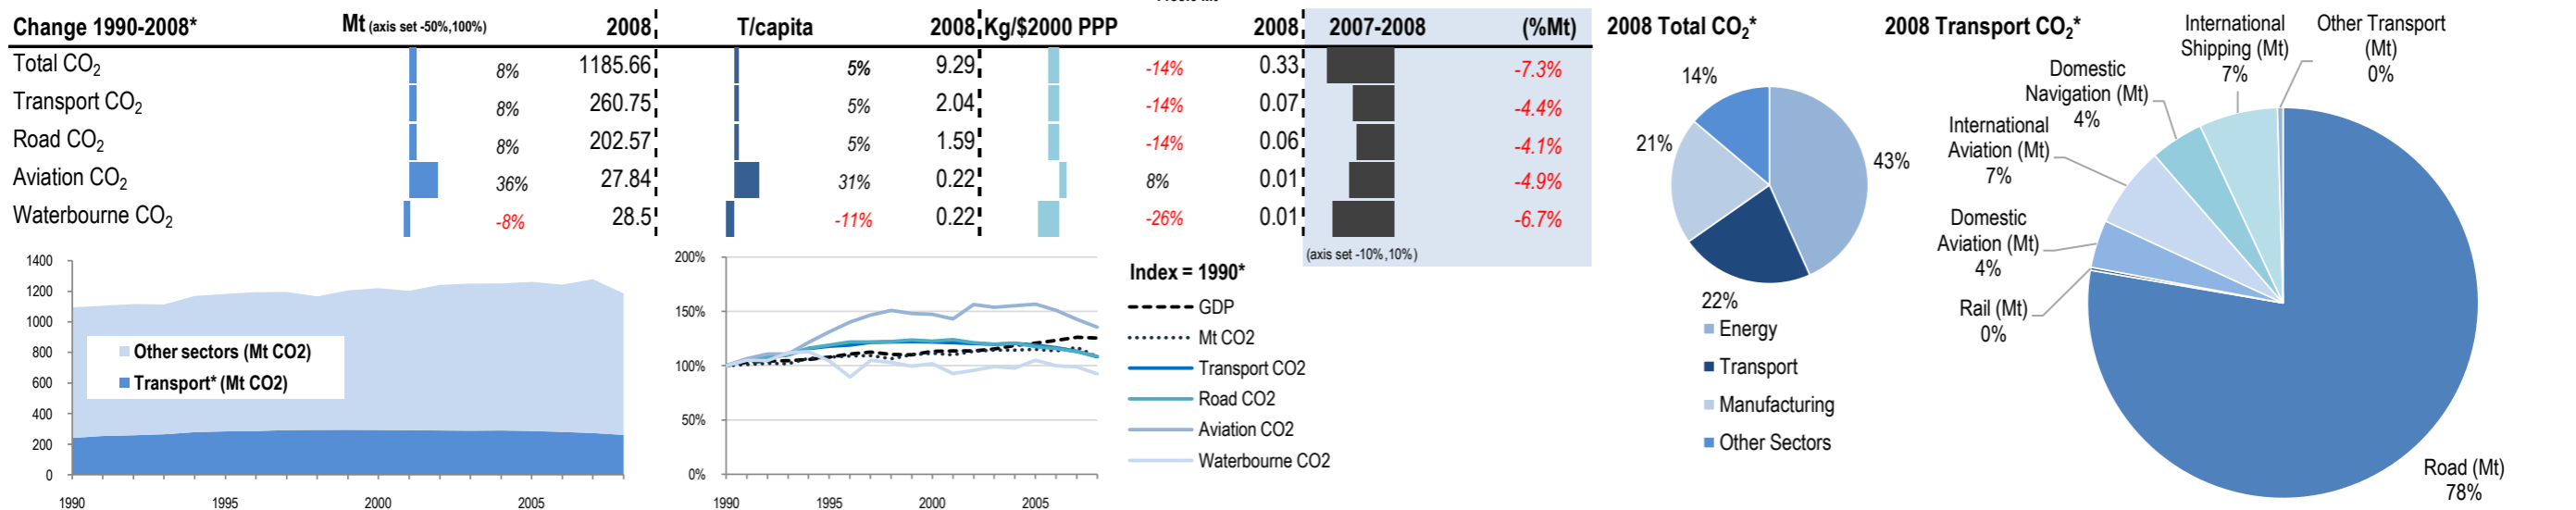 Change 1990-2008* Mt (axis set -50%,100%) 2008 T/capita 2008 Kg/$2000 PPP 2008 2007-2008 (%Mt)
Total CO2 8% 1185.66 5% 9.29 -14% 0.33 -7.3%
Transport CO2 8% 260.75 5% 2.04 -14% 0.07 -4.4%
Road CO2 8% 202.57 5% 1.59 -14% 0.06 -4.1%
Aviation CO2 36% 27.84 31% 0.22 8% 0.01 -4.9%
Waterbourne CO2 -8% 28.5 -11% 0.22 -26% 0.01 -6.7%
(axis set -10%,10%)
1400
1200
1000
800
600
400
200
0
Other sectors (Mt CO2)
Transport* (Mt CO2)
1990 1995 2000 2005
200%
150%
100%
50%
0%
1990 1995 2000 2005
Index = 1990*
GDP
Mt CO2
Transport CO2
Road CO2
Aviation CO2
Waterbourne CO2
2008 Total CO2*
14%
21%
43%
22%
Energy
Transport
Manufacturing
Other Sectors
2008 Transport CO2*
International
Shipping (Mt)
7%
Other Transport
(Mt)
0%
Domestic
Navigation (Mt)
4%
International
Aviation (Mt)
7%
Domestic
Aviation (Mt)
4%
Rail (Mt)
0%
Road (Mt)
78%